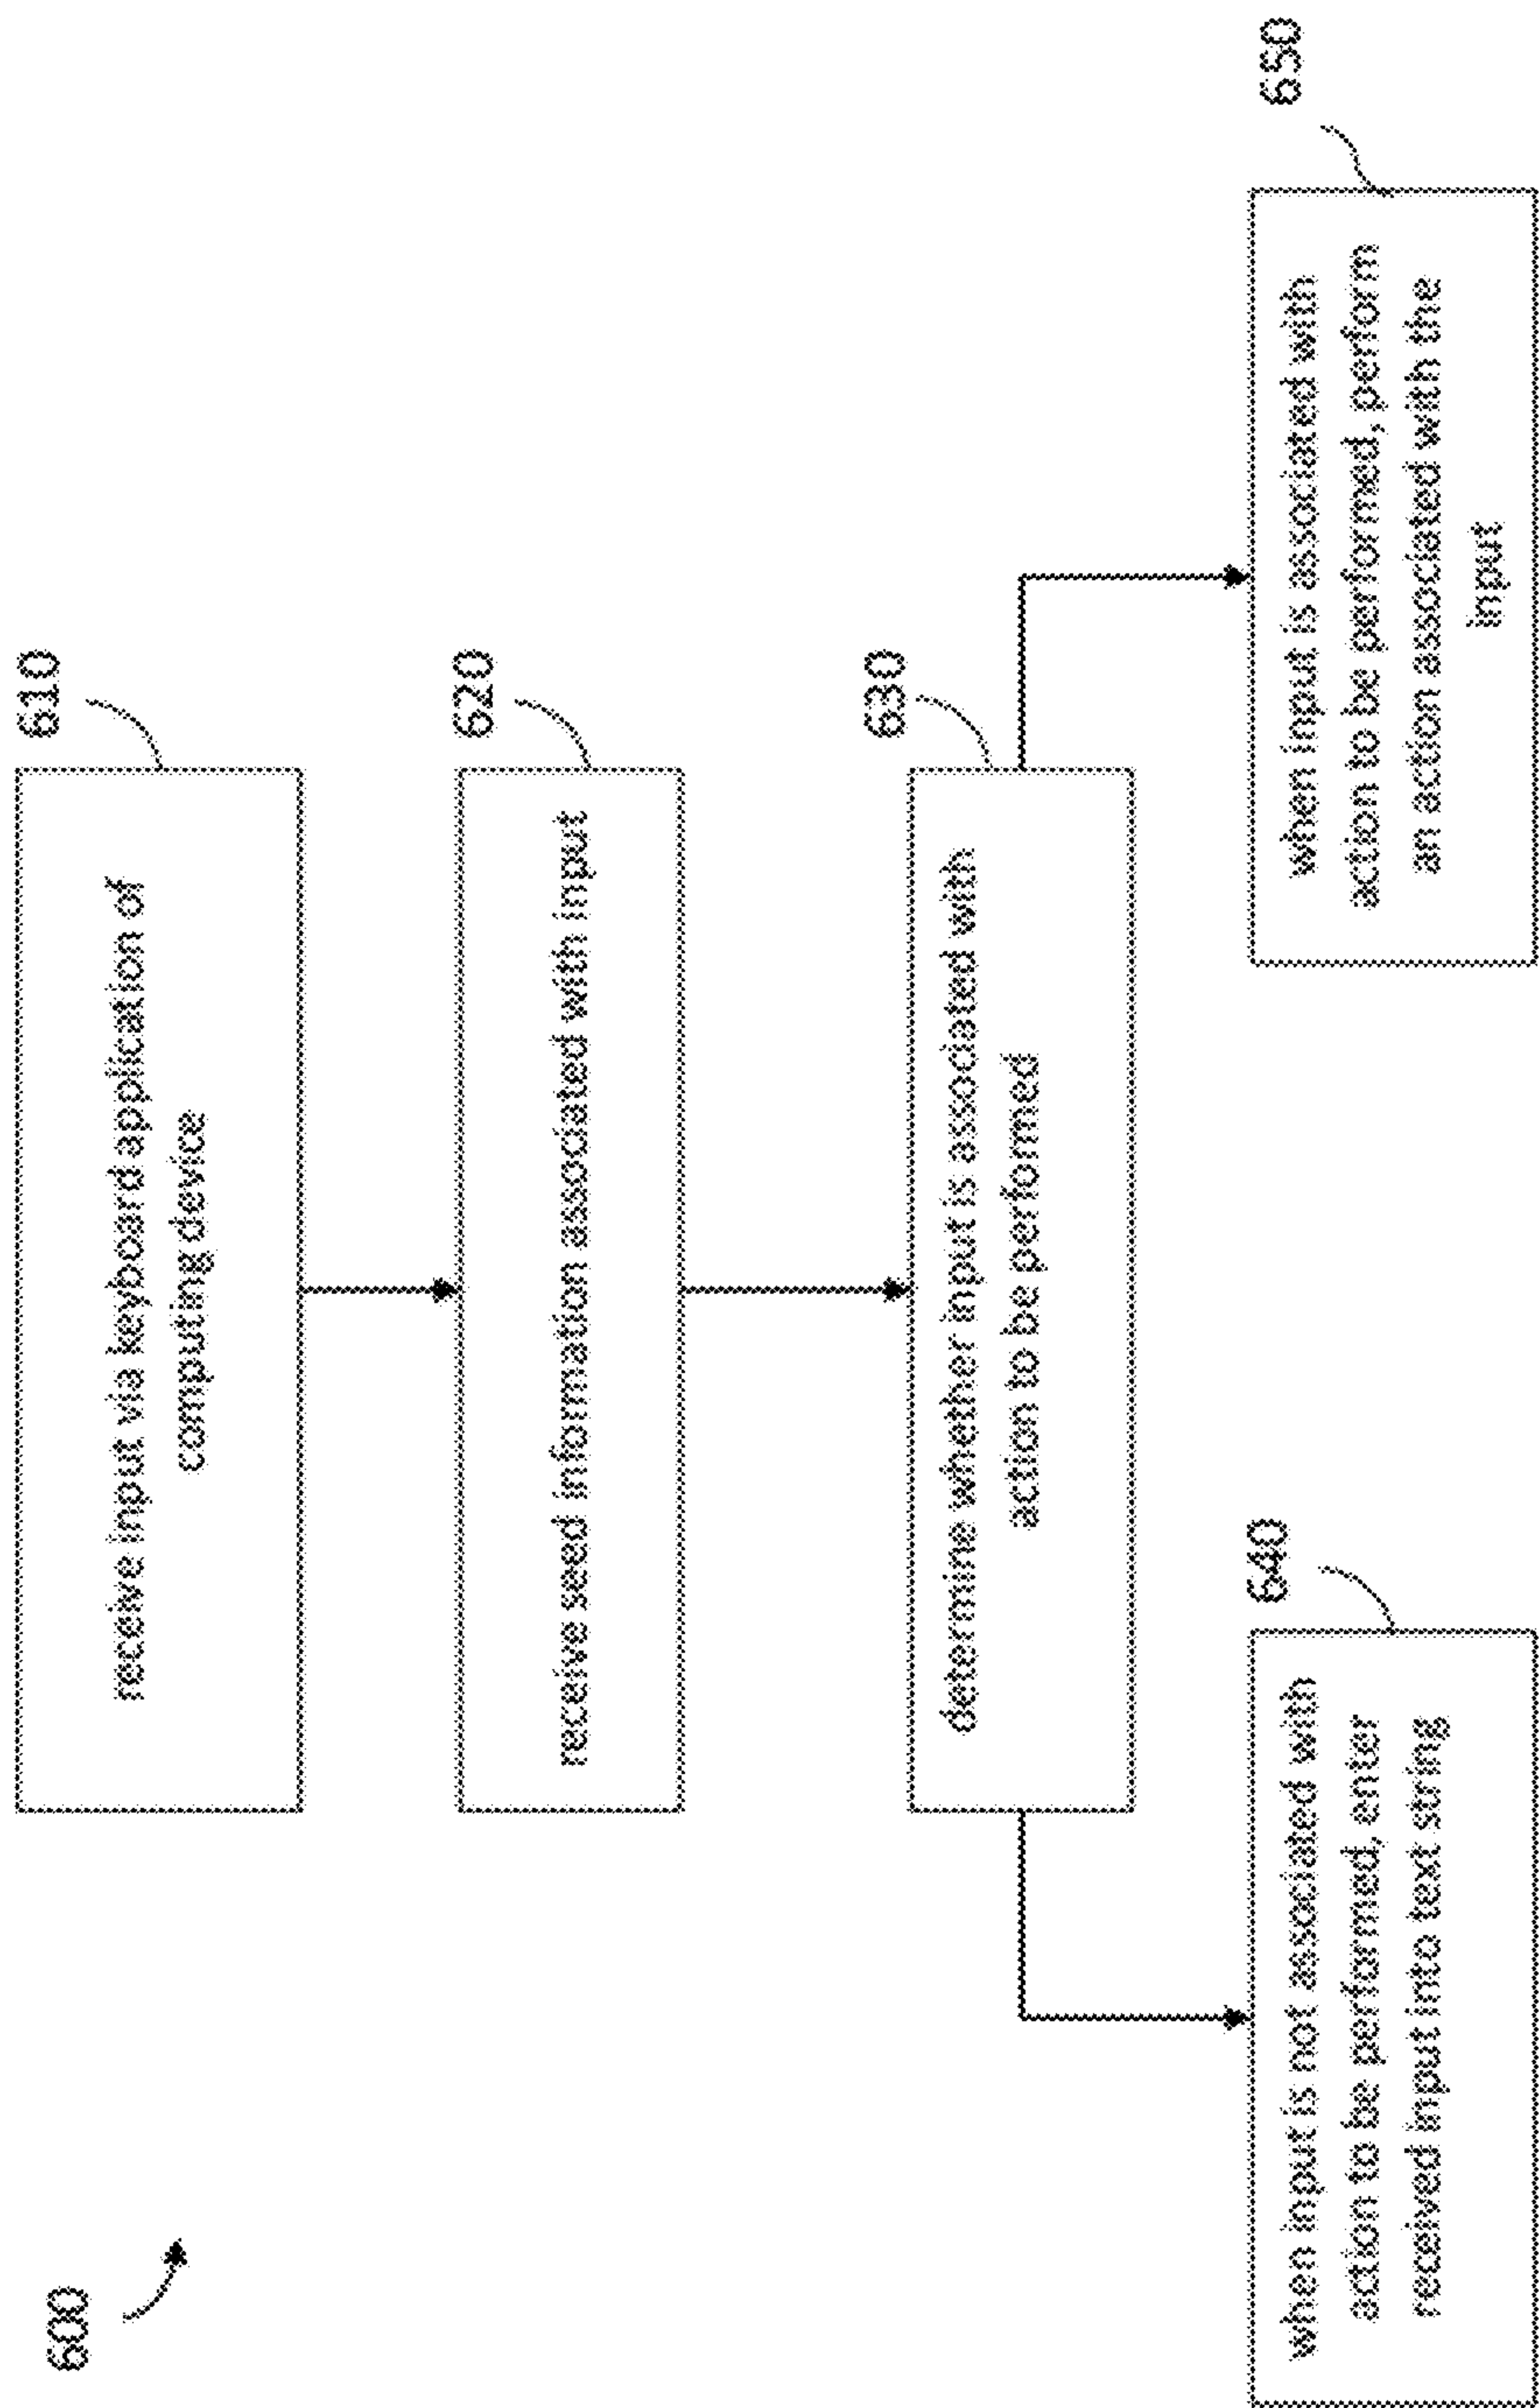 600
610
receive input via keyboard application of
computing device
620
receive seed information associated with input
630
determine whether input is associated with
action to be performed
640
when input is not associated with
action to be performed, enter
received input into text string
650
when input is associated with
action to be performed, perform
an action associated with the
input